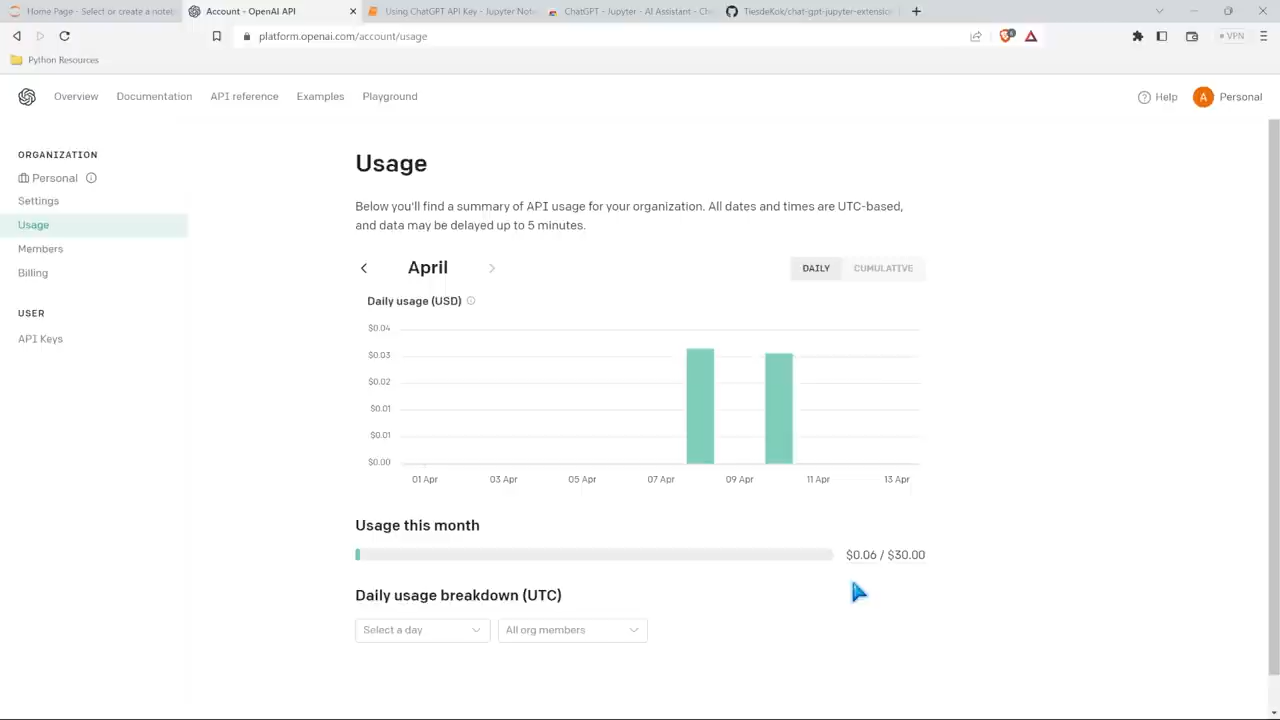 Home Page - Select or create a noteb
Account - OpenAI API
Using ChatGPT API Key - Jupyter Note
ChatGPT - Jupyter - AI Assistant - Ch
TiesdeKok/chat-gpt-jupyter-extension
platform.openai.com/account/usage
VPN
Python Resources
Overview
Documentation
API reference
Examples
Playground
Help
A
Personal
ORGANIZATION
Personal
Settings
Usage
Members
Billing
USER
API Keys
Usage
Below you'll find a summary of API usage for your organization. All dates and times are UTC-based,
and data may be delayed up to 5 minutes.
April
DAILY
CUMULATIVE
Daily usage (USD)
$0.04
$0.03
$0.02
$0.01
$0.01
$0.00
01 Apr
03 Apr
05 Apr
07 Apr
09 Apr
11 Apr
13 Apr
Usage this month
$0.06 / $30.00
Daily usage breakdown (UTC)
Select a day
All org members